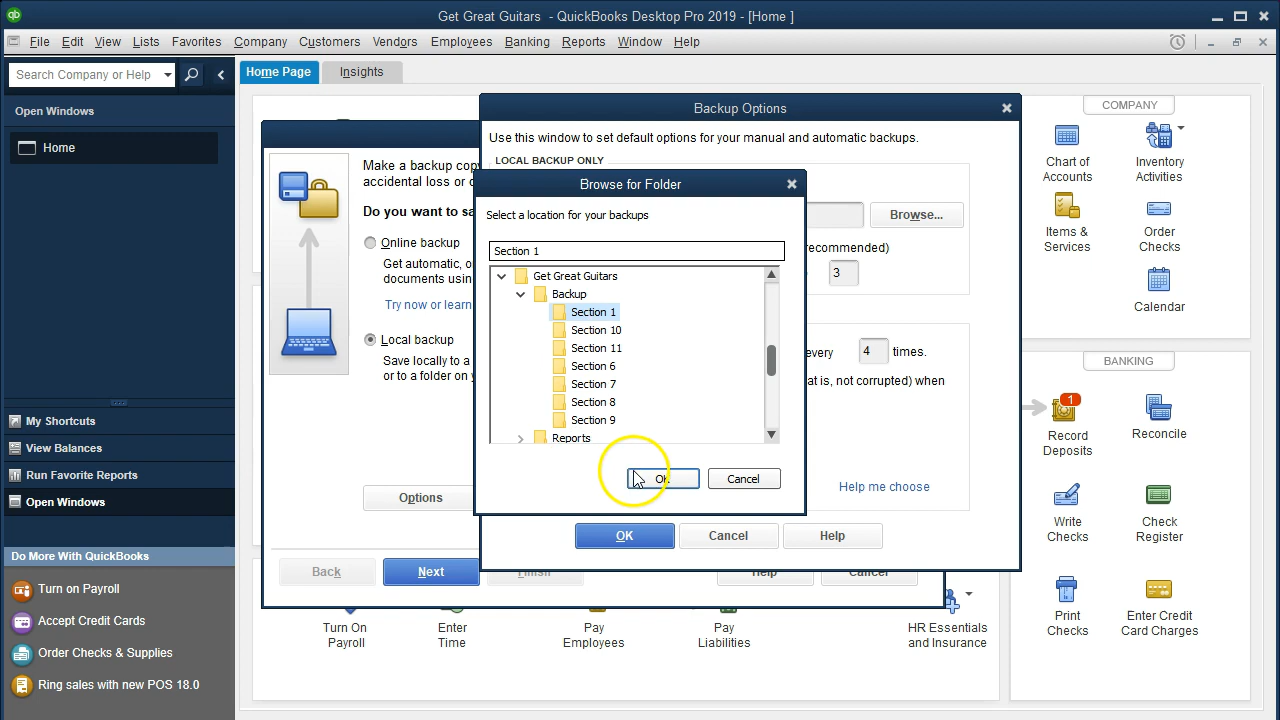 Get Great Guitars - QuickBooks Desktop Pro 2019 - [Home ]
File Edit View Lists Favorites Company Customers Vendors Employees Banking Reports Window Help
Search Company or Help
Home Page
Insights
Open Windows
Home
My Shortcuts
View Balances
Run Favorite Reports
Open Windows
Do More With QuickBooks
Turn on Payroll
Accept Credit Cards
Order Checks & Supplies
Ring sales with new POS 18.0
Make a backup copy
accidental loss or
Do you want to
Online backup
Get automatic,
documents using
Try now or learn
Local backup
Save locally to a
or to a folder on
Options
Back
Next
Finish
Help
Cancel
Backup Options
Use this window to set default options for your manual and automatic backups.
LOCAL BACKUP ONLY
Browse...
recommended)
3
every 4 times.
is, not corrupted) when
Help me choose
OK
Cancel
Help
Browse for Folder
Select a location for your backups
Section 1
Get Great Guitars
Backup
Section 1
Section 10
Section 11
Section 6
Section 7
Section 8
Section 9
Reports
OK
Cancel
Turn On
Payroll
Enter
Time
Pay
Employees
Pay
Liabilities
HR Essentials
and Insurance
COMPANY
Chart of
Accounts
Inventory
Activities
Items &
Services
Order
Checks
Calendar
BANKING
1
Record
Deposits
Reconcile
Write
Checks
Check
Register
Print
Checks
Enter Credit
Card Charges